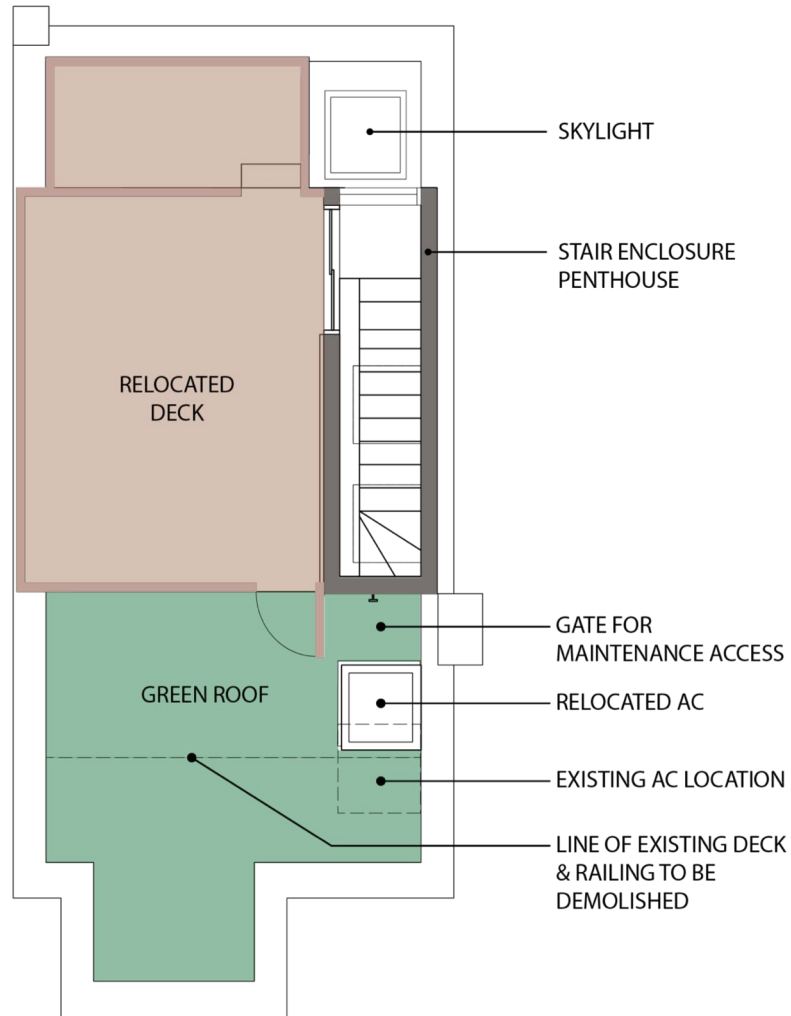 SKYLIGHT
STAIR ENCLOSURE
PENTHOUSE
RELOCATED
DECK
GATE FOR
MAINTENANCE ACCESS
GREEN ROOF
RELOCATED AC
EXISTING AC LOCATION
LINE OF EXISTING DECK
& RAILING TO BE
DEMOLISHED